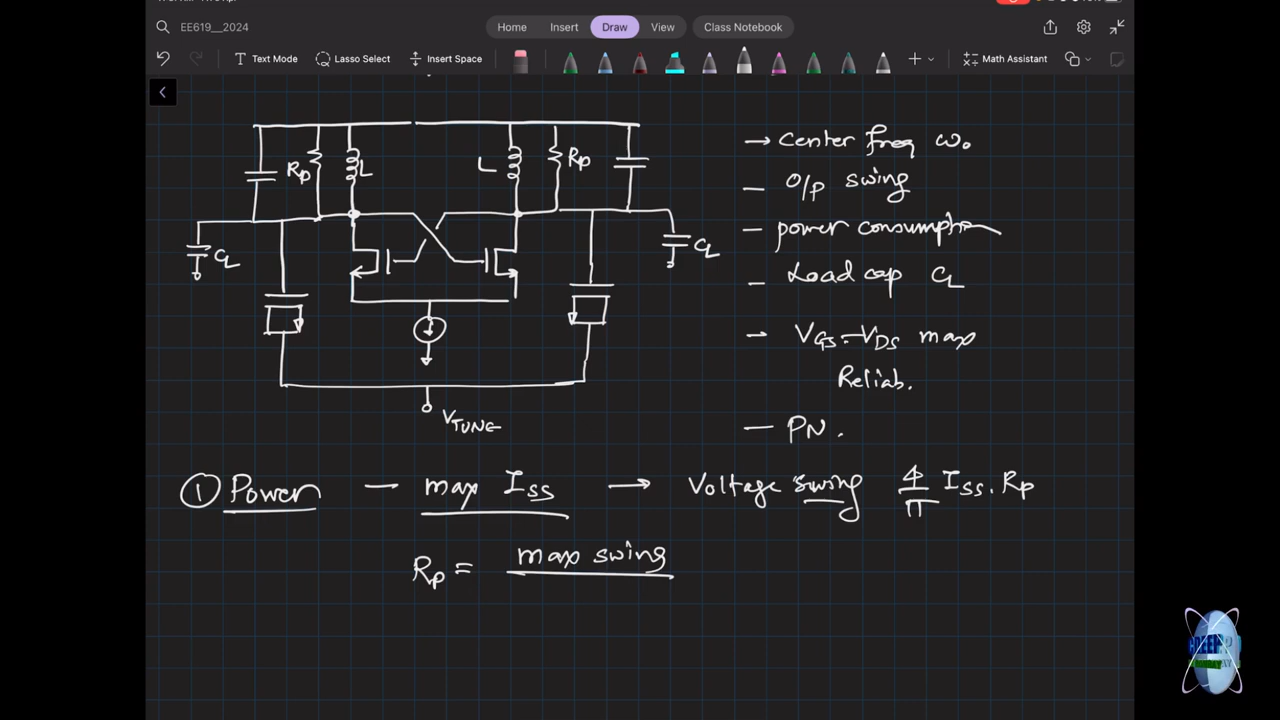 EE619__2024
Home Insert Draw View Class Notebook
Text Mode Lasso Select Insert Space Math Assistant
Rp L L Rp
CL CL
VTUNE
→ Center freq ω₀
- O/p swing
- power consumption
- Load cap CL
- VGS=VDS max
Reliab.
- PN.
① Power - max ISS → Voltage swing 4/π ISS.Rp
Rp = max swing